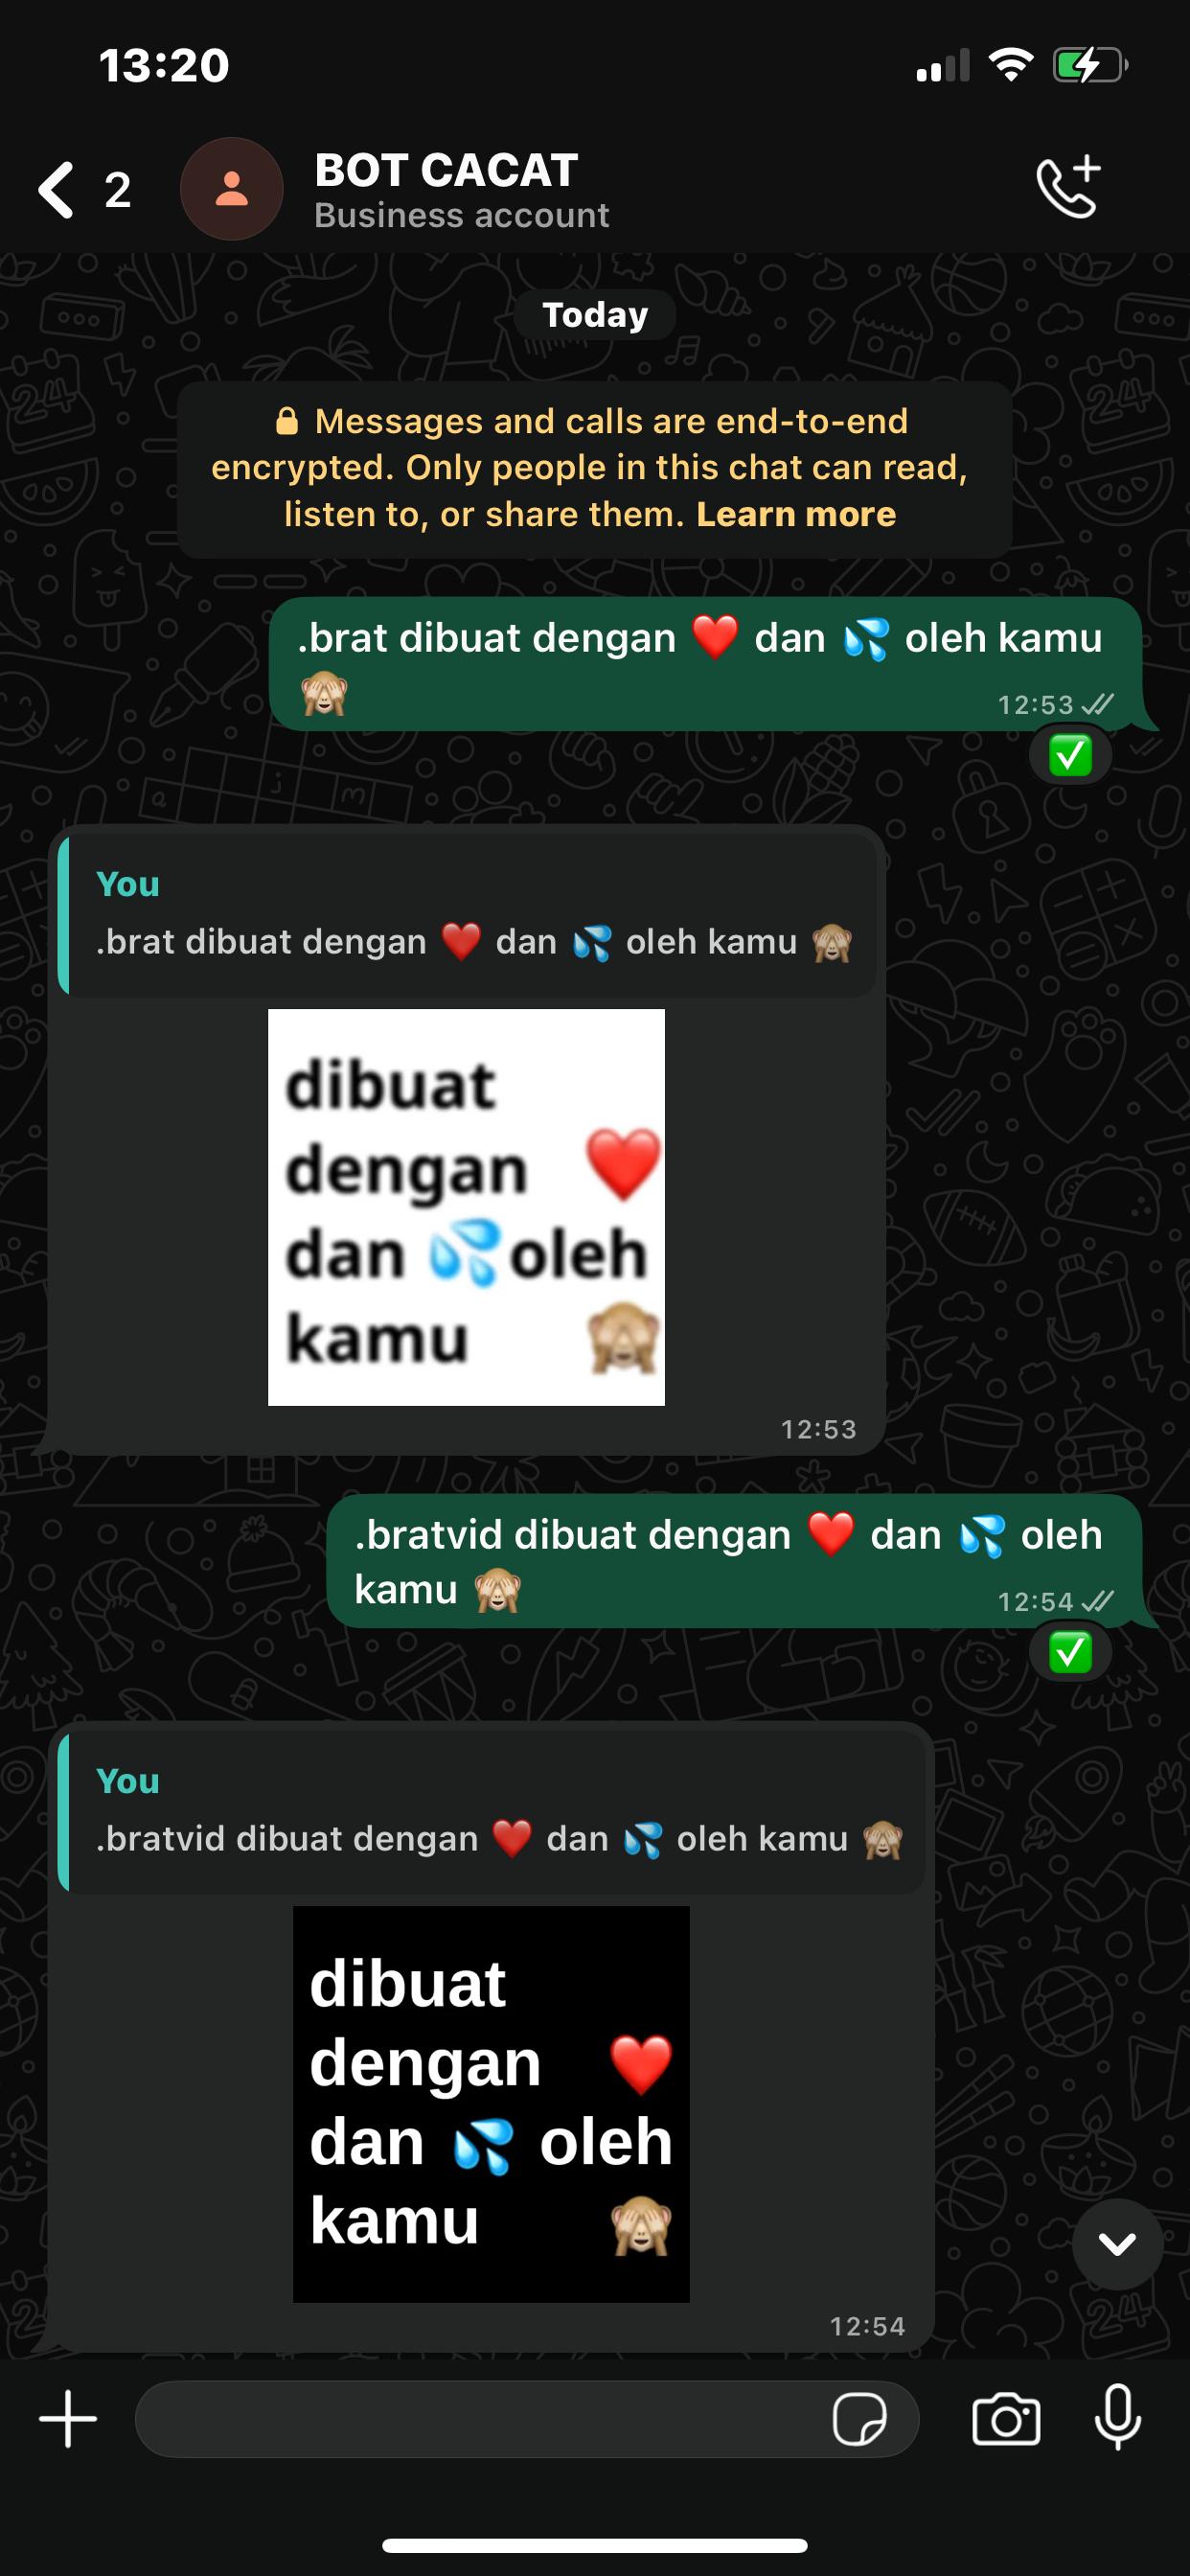 13:20
2
BOT CACAT
Business account
Today
🔒 Messages and calls are end-to-end
encrypted. Only people in this chat can read,
listen to, or share them. Learn more
.brat dibuat dengan ❤️ dan 💦 oleh kamu
🙈
12:53
✅
You
.brat dibuat dengan ❤️ dan 💦 oleh kamu 🙈
dibuat
dengan ❤️
dan 💦 oleh
kamu 🙈
12:53
.bratvid dibuat dengan ❤️ dan 💦 oleh
kamu 🙈
12:54
✅
You
.bratvid dibuat dengan ❤️ dan 💦 oleh kamu 🙈
dibuat
dengan ❤️
dan 💦 oleh
kamu 🙈
12:54